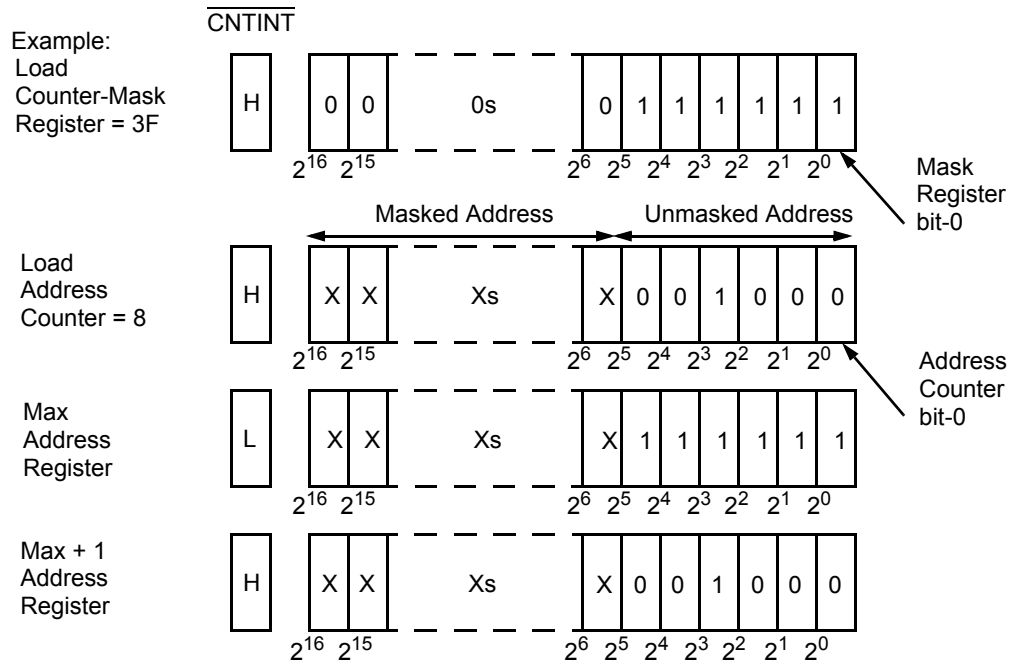 CNTINT
Example:
Load
Counter-Mask
Register = 3F
H
0 0 0s 0 1 1 1 1 1 1
2^16 2^15 2^6 2^5 2^4 2^3 2^2 2^1 2^0
Mask
Register
bit-0
Masked Address Unmasked Address
Load
Address
Counter = 8
H
X X Xs X 0 0 1 0 0 0
2^16 2^15 2^6 2^5 2^4 2^3 2^2 2^1 2^0
Address
Counter
bit-0
Max
Address
Register
L
X X Xs X 1 1 1 1 1 1
2^16 2^15 2^6 2^5 2^4 2^3 2^2 2^1 2^0
Max + 1
Address
Register
H
X X Xs X 0 0 1 0 0 0
2^16 2^15 2^6 2^5 2^4 2^3 2^2 2^1 2^0